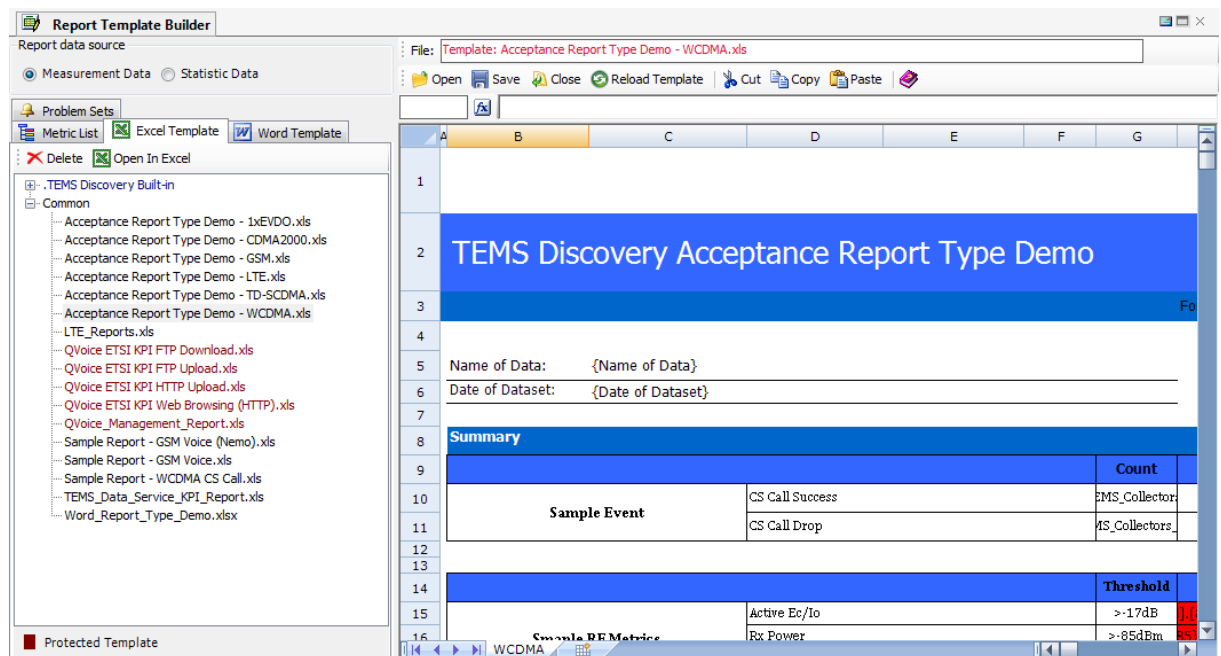 Report Template Builder
Report data source
Measurement Data Statistic Data
Problem Sets
Metric List Excel Template Word Template
Delete Open In Excel
.TEMS Discovery Built-in
Common
Acceptance Report Type Demo - 1xEVDO.xls
Acceptance Report Type Demo - CDMA2000.xls
Acceptance Report Type Demo - GSM.xls
Acceptance Report Type Demo - LTE.xls
Acceptance Report Type Demo - TD-SCDMA.xls
Acceptance Report Type Demo - WCDMA.xls
LTE_Reports.xls
QVoice ETSI KPI FTP Download.xls
QVoice ETSI KPI FTP Upload.xls
QVoice ETSI KPI HTTP Upload.xls
QVoice ETSI KPI Web Browsing (HTTP).xls
QVoice_Management_Report.xls
Sample Report - GSM Voice (Nemo).xls
Sample Report - GSM Voice.xls
Sample Report - WCDMA CS Call.xls
TEMS_Data_Service_KPI_Report.xls
Word_Report_Type_Demo.xlsx
Protected Template
File: Template: Acceptance Report Type Demo - WCDMA.xls
Open Save Close Reload Template Cut Copy Paste
fx
A B C D E F G
1
2 TEMS Discovery Acceptance Report Type Demo
3 Fo
4
5 Name of Data: {Name of Data}
6 Date of Dataset: {Date of Dataset}
7
8 Summary
9 Count
10 CS Call Success EMS_Collector
Sample Event
11 CS Call Drop MS_Collectors_
12
13
14 Threshold
15 Active Ec/Io >-17dB
16 Smaple RF Metrics Rx Power >-85dBm
WCDMA